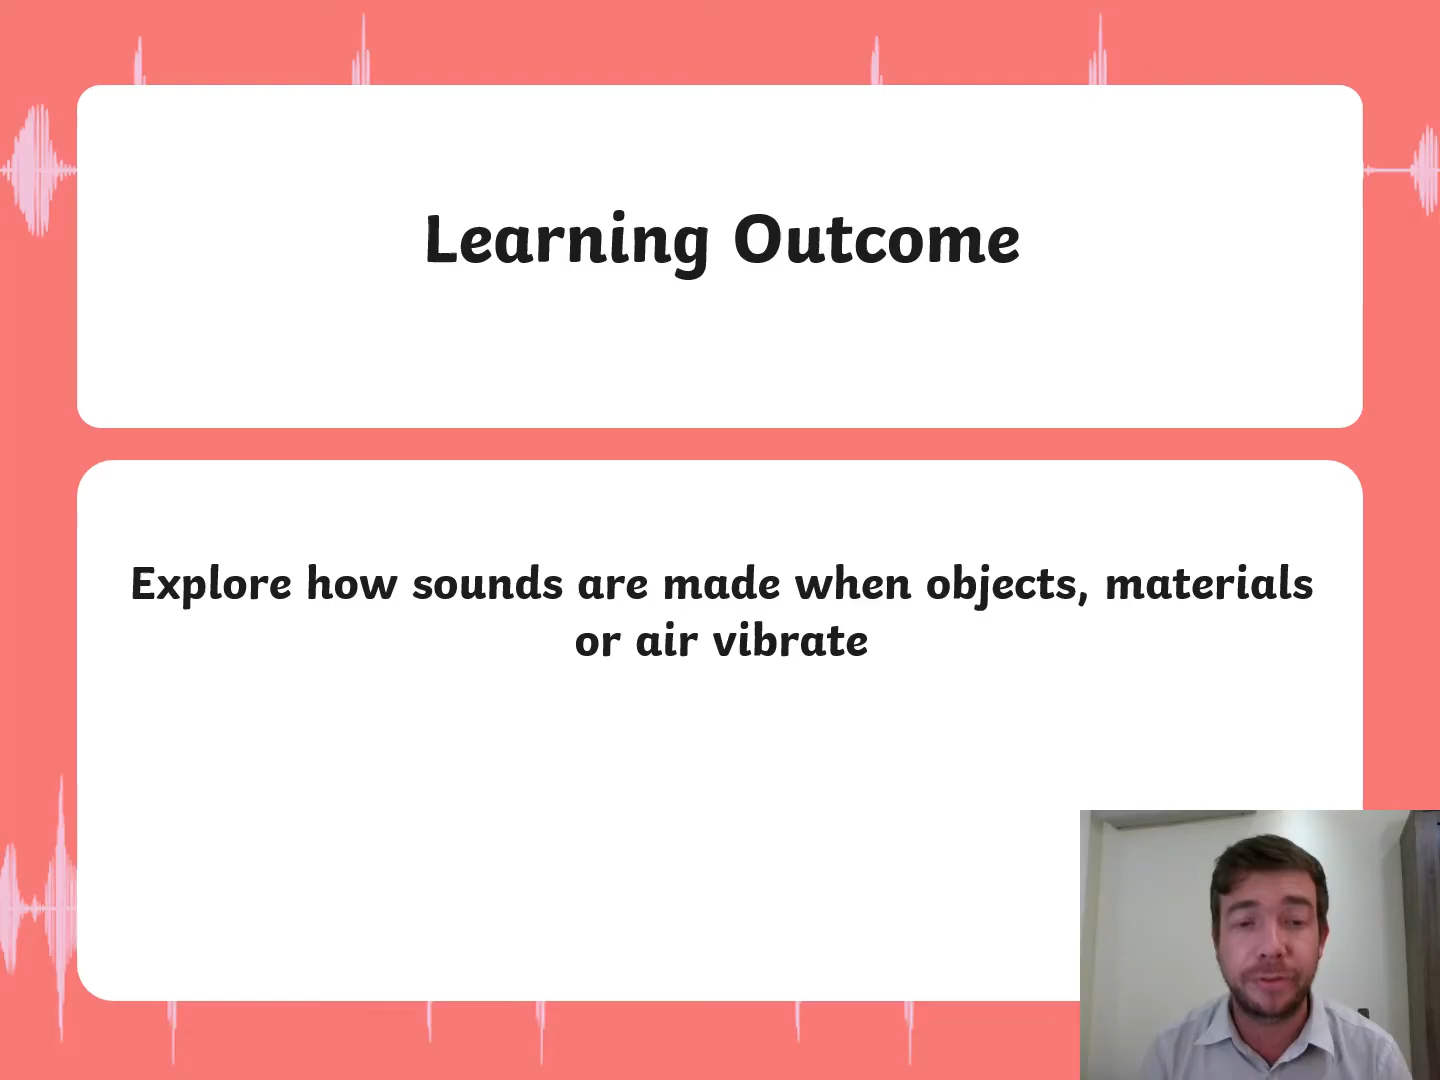 Learning Outcome
Explore how sounds are made when objects, materials
or air vibrate